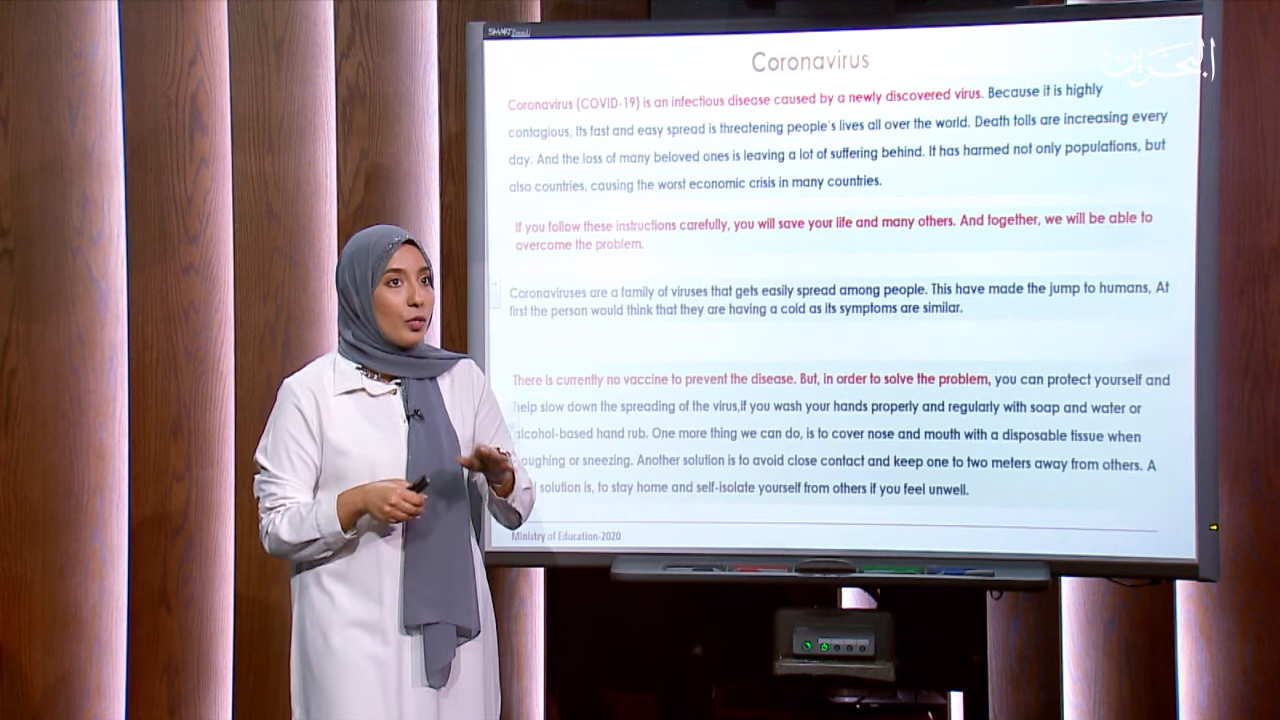 SMART Board
البحرين
Coronavirus
Coronavirus (COVID-19) is an infectious disease caused by a newly discovered virus. Because it is highly
contagious, Its fast and easy spread is threatening people's lives all over the world. Death tolls are increasing every
day. And the loss of many beloved ones is leaving a lot of suffering behind. It has harmed not only populations, but
also countries, causing the worst economic crisis in many countries.
If you follow these instructions carefully, you will save your life and many others. And together, we will be able to
overcome the problem.
Coronaviruses are a family of viruses that gets easily spread among people. This have made the jump to humans, At
first the person would think that they are having a cold as its symptoms are similar.
There is currently no vaccine to prevent the disease. But, in order to solve the problem, you can protect yourself and
help slow down the spreading of the virus,if you wash your hands properly and regularly with soap and water or
alcohol-based hand rub. One more thing we can do, is to cover nose and mouth with a disposable tissue when
oughing or sneezing. Another solution is to avoid close contact and keep one to two meters away from others. A
solution is, to stay home and self-isolate yourself from others if you feel unwell.
Ministry of Education-2020